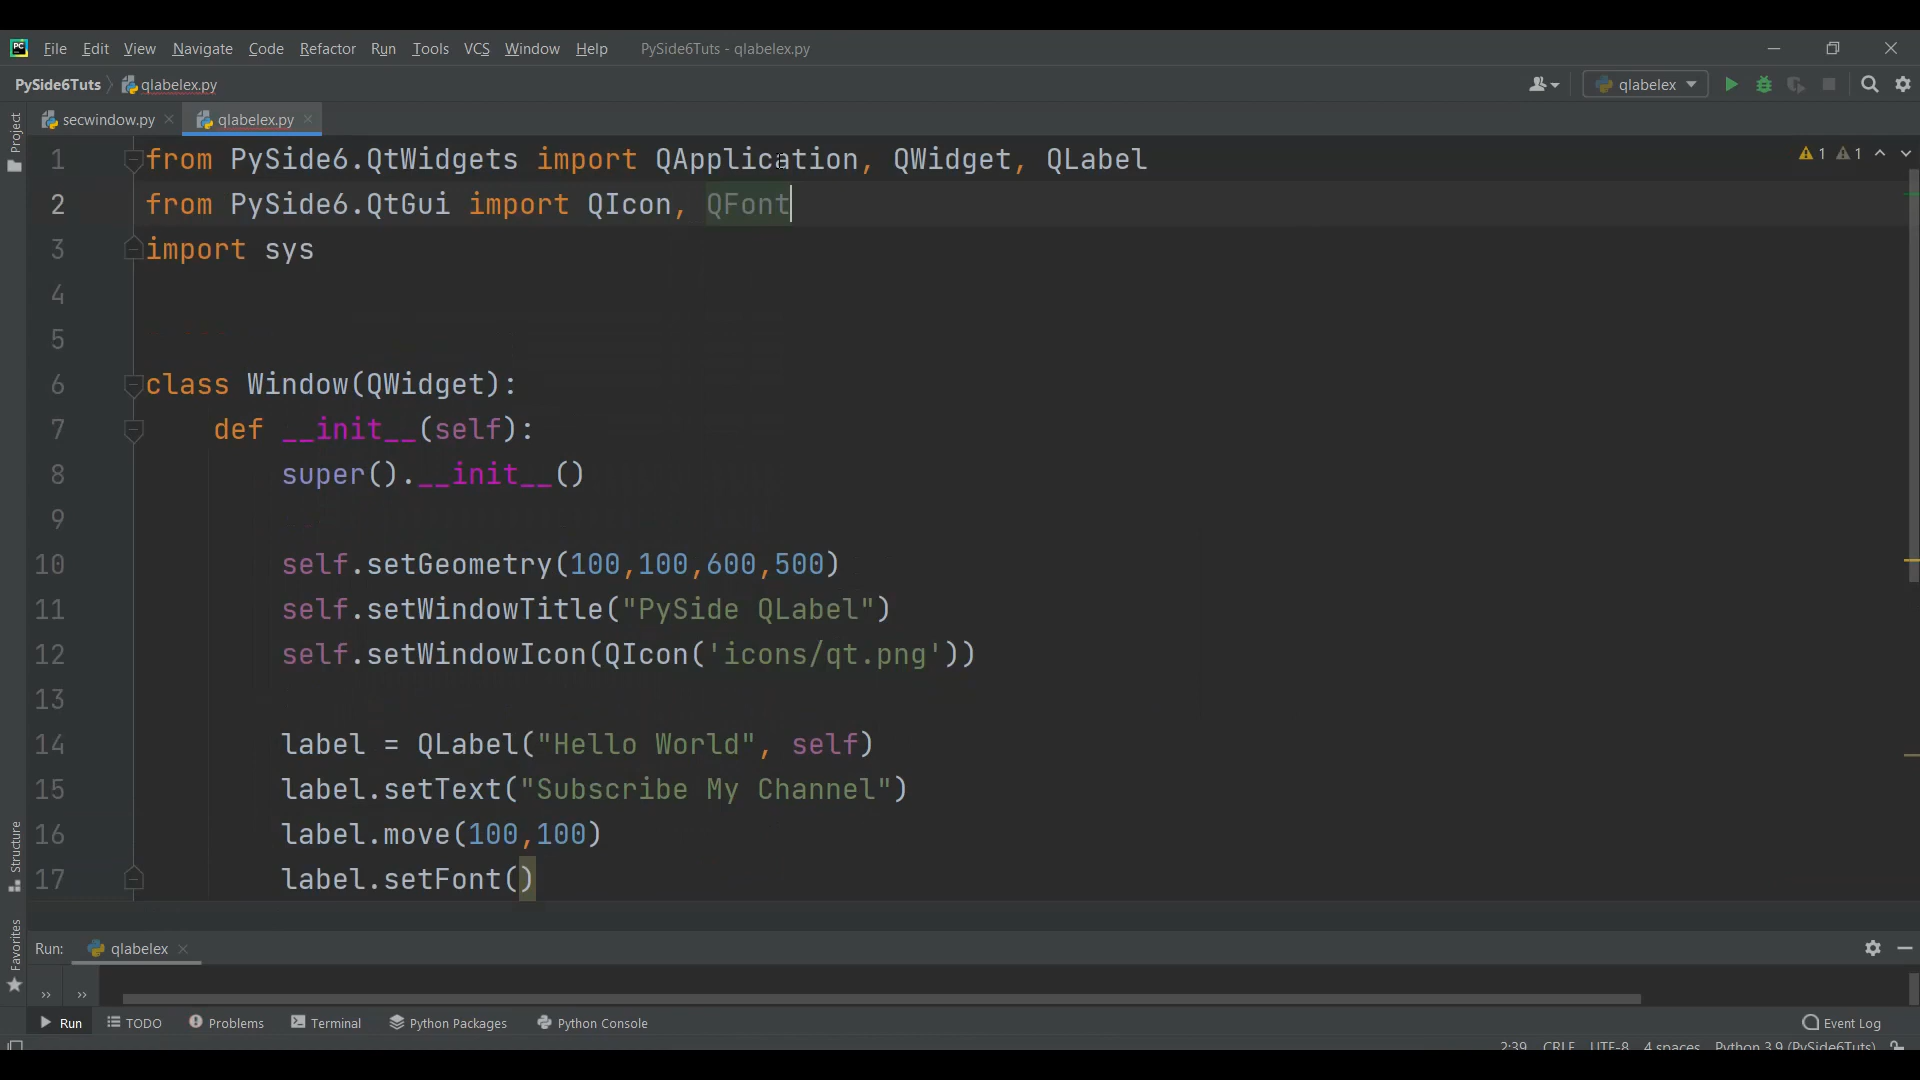 PC File Edit View Navigate Code Refactor Run Tools VCS Window Help PySide6Tuts - qlabelex.py
PySide6Tuts qlabelex.py qlabelex
secwindow.py qlabelex.py
Project
1 from PySide6.QtWidgets import QApplication, QWidget, QLabel 1 1
2 from PySide6.QtGui import QIcon, QFont
3 import sys
4
5
6 class Window(QWidget):
7 def __init__(self):
8 super().__init__()
9
10 self.setGeometry(100,100,600,500)
11 self.setWindowTitle("PySide QLabel")
12 self.setWindowIcon(QIcon('icons/qt.png'))
13
14 label = QLabel("Hello World", self)
15 label.setText("Subscribe My Channel")
16 label.move(100,100)
17 label.setFont()
Structure
Favorites
Run: qlabelex
Run TODO Problems Terminal Python Packages Python Console Event Log
2:39 CRLF UTF-8 4 spaces Python 3.9 (PySide6Tuts)